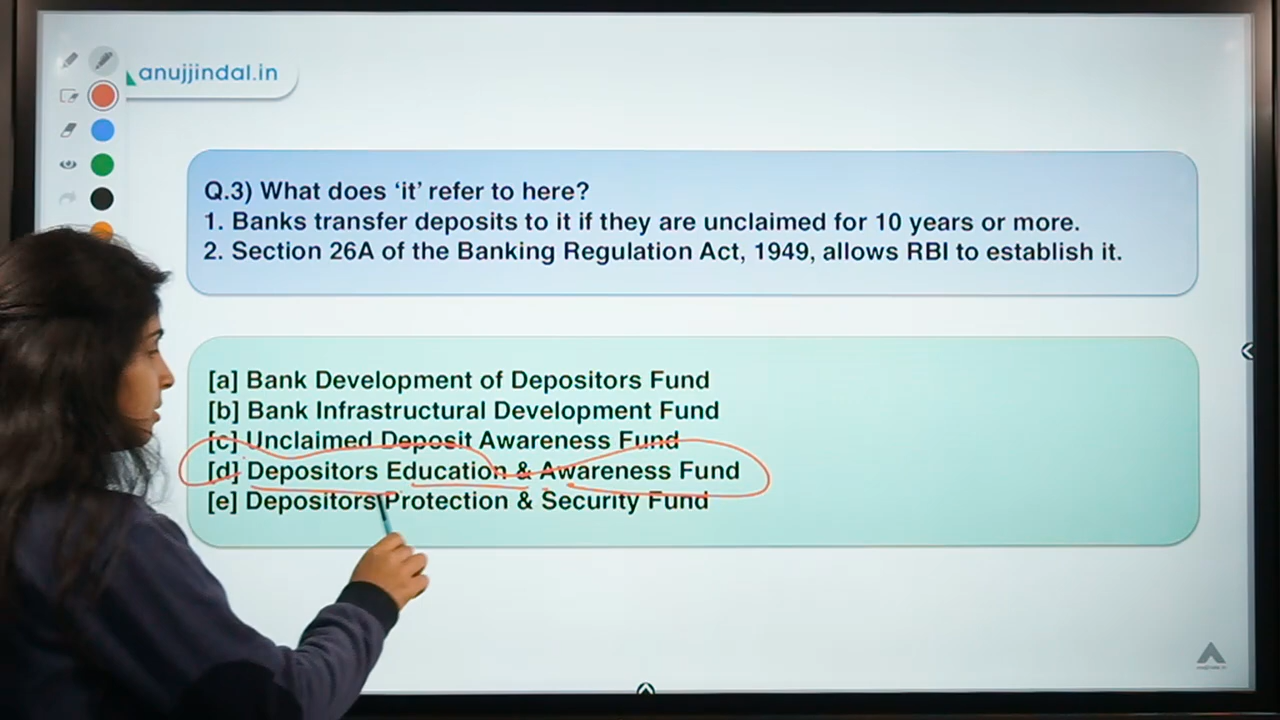 anujjindal.in
Q.3) What does ‘it’ refer to here?
1. Banks transfer deposits to it if they are unclaimed for 10 years or more.
2. Section 26A of the Banking Regulation Act, 1949, allows RBI to establish it.
[a] Bank Development of Depositors Fund
[b] Bank Infrastructural Development Fund
[c] Unclaimed Deposit Awareness Fund
[d] Depositors Education & Awareness Fund
[e] Depositors Protection & Security Fund